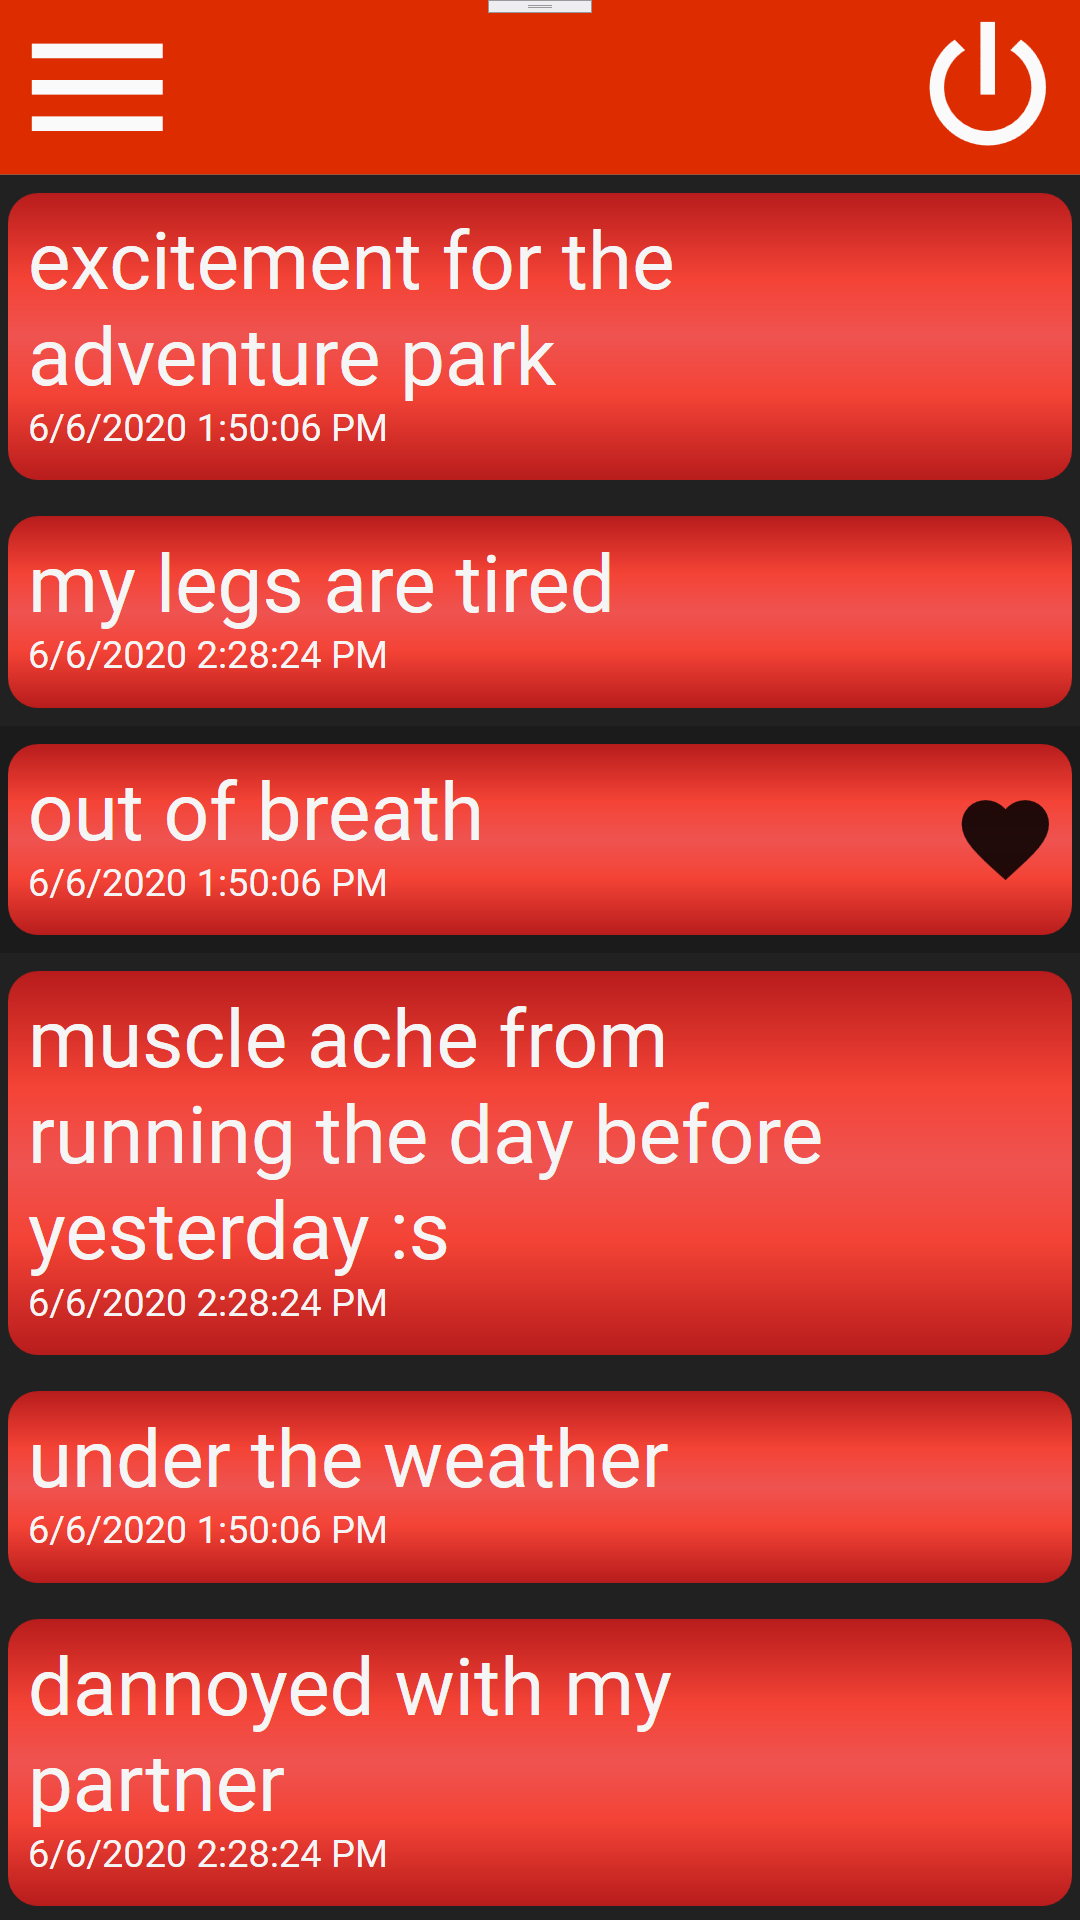 excitement for the
adventure park
6/6/2020 1:50:06 PM
my legs are tired
6/6/2020 2:28:24 PM
out of breath
6/6/2020 1:50:06 PM
muscle ache from
running the day before
yesterday :s
6/6/2020 2:28:24 PM
under the weather
6/6/2020 1:50:06 PM
dannoyed with my
partner
6/6/2020 2:28:24 PM